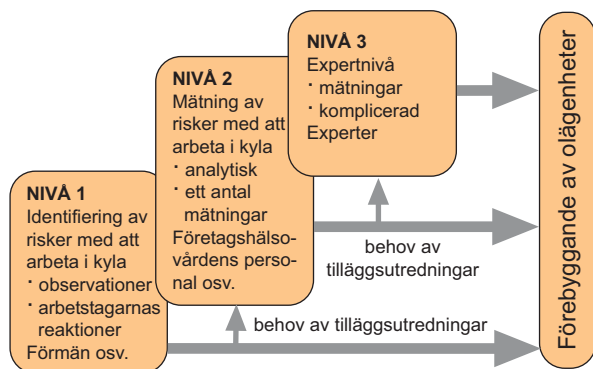 NIVÅ 1
Identifiering av
risker med att
arbeta i kyla
· observationer
· arbetstagarnas
reaktioner
Förmän osv.
NIVÅ 2
Mätning av
risker med att
arbeta i kyla
· analytisk
· ett antal
mätningar
Företagshälso-
vårdens perso-
nal osv.
NIVÅ 3
Expertnivå
· mätningar
· komplicerad
Experter
behov av
tilläggsutredningar
behov av tilläggsutredningar
Förebyggande av olägenheter